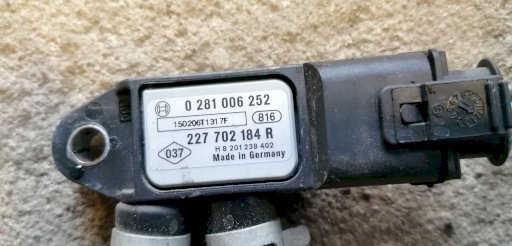 0 281 006 252
150206T1317F 816
227 702 184 R
037 H 8 201 238 402
Made in Germany